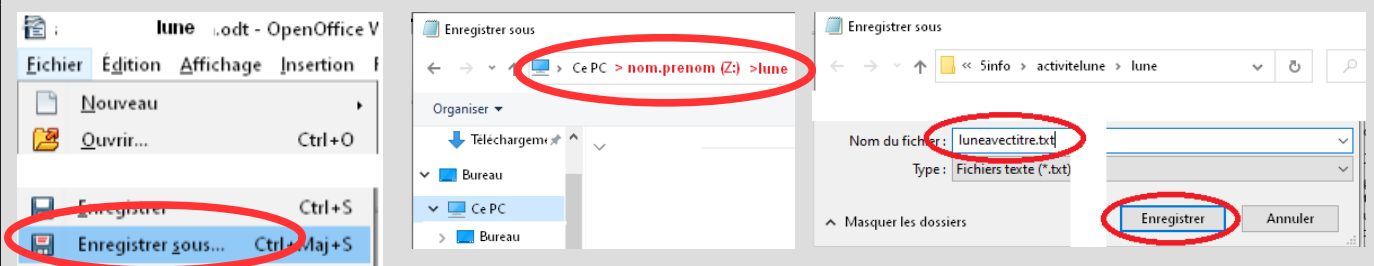 lune .odt - OpenOffice W
Fichier Édition Affichage Insertion F
Nouveau
Ouvrir... Ctrl+O
Enregistrer Ctrl+S
Enregistrer sous... Ctrl+Maj+S
Enregistrer sous
Ce PC > nom.prenom (Z:) >lune
Organiser
Téléchargeme
Bureau
Ce PC
Bureau
Enregistrer sous
« 5info > activitelune > lune
Nom du fichier : luneavectitre.txt
Type : Fichiers texte (*.txt)
Masquer les dossiers
Enregistrer Annuler